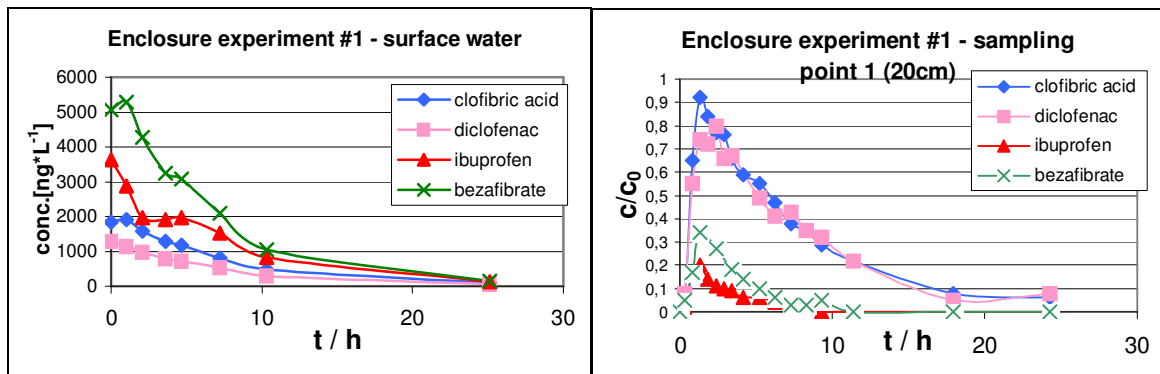 Enclosure experiment #1 - surface water
conc.[ng*L⁻¹]
6000
5000
4000
3000
2000
1000
0
0 10 20 30
t / h
clofibric acid
diclofenac
ibuprofen
bezafibrate
Enclosure experiment #1 - sampling
point 1 (20cm)
c/c₀
1
0,9
0,8
0,7
0,6
0,5
0,4
0,3
0,2
0,1
0
0 10 20 30
t / h
clofibric acid
diclofenac
ibuprofen
bezafibrate